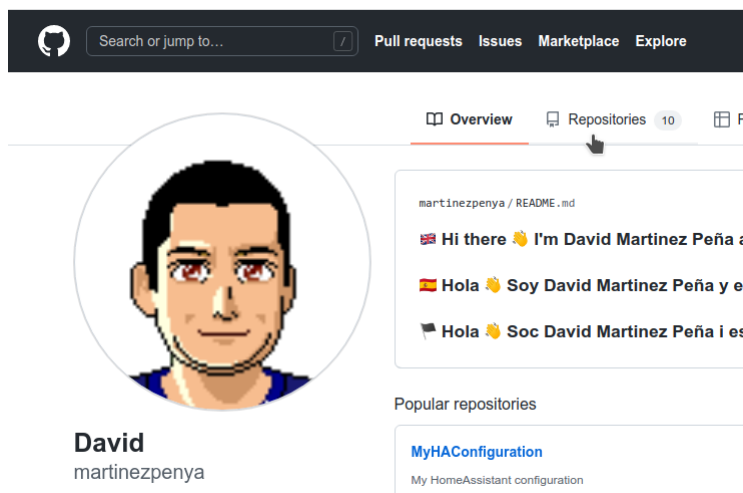 Search or jump to…
/
Pull requests Issues Marketplace Explore
Overview
Repositories 10
martinezpenya/README.md
Hi there 👋 I'm David Martinez Peña
Hola 👋 Soy David Martinez Peña y e
Hola 👋 Soc David Martinez Peña i es
Popular repositories
MyHAConfiguration
My HomeAssistant configuration
David
martinezpenya